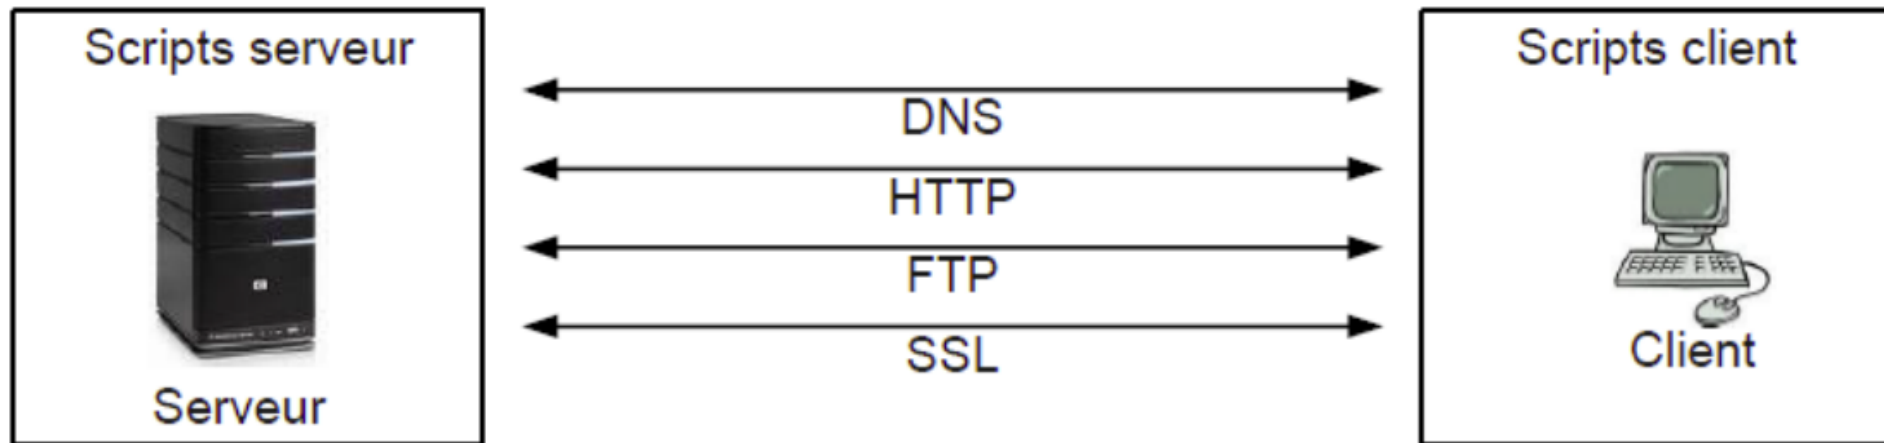 Scripts serveur
Serveur
DNS
HTTP
FTP
SSL
Scripts client
Client